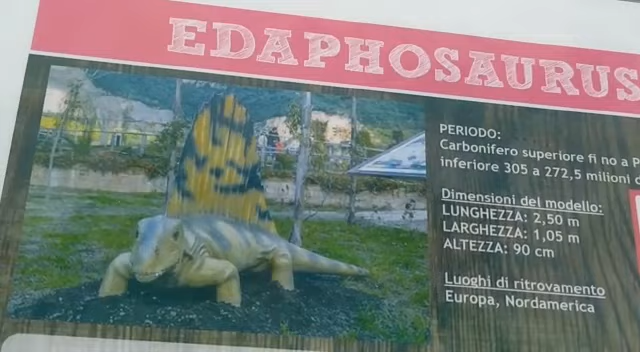 EDAPHOSAURUS
PERIODO:
Carbonifero superiore fi no a
inferiore 305 a 272,5 milioni
Dimensioni del modello:
LUNGHEZZA: 2,50 m
LARGHEZZA: 1,05 m
ALTEZZA: 90 cm
Luoghi di ritrovamento
Europa, Nordamerica